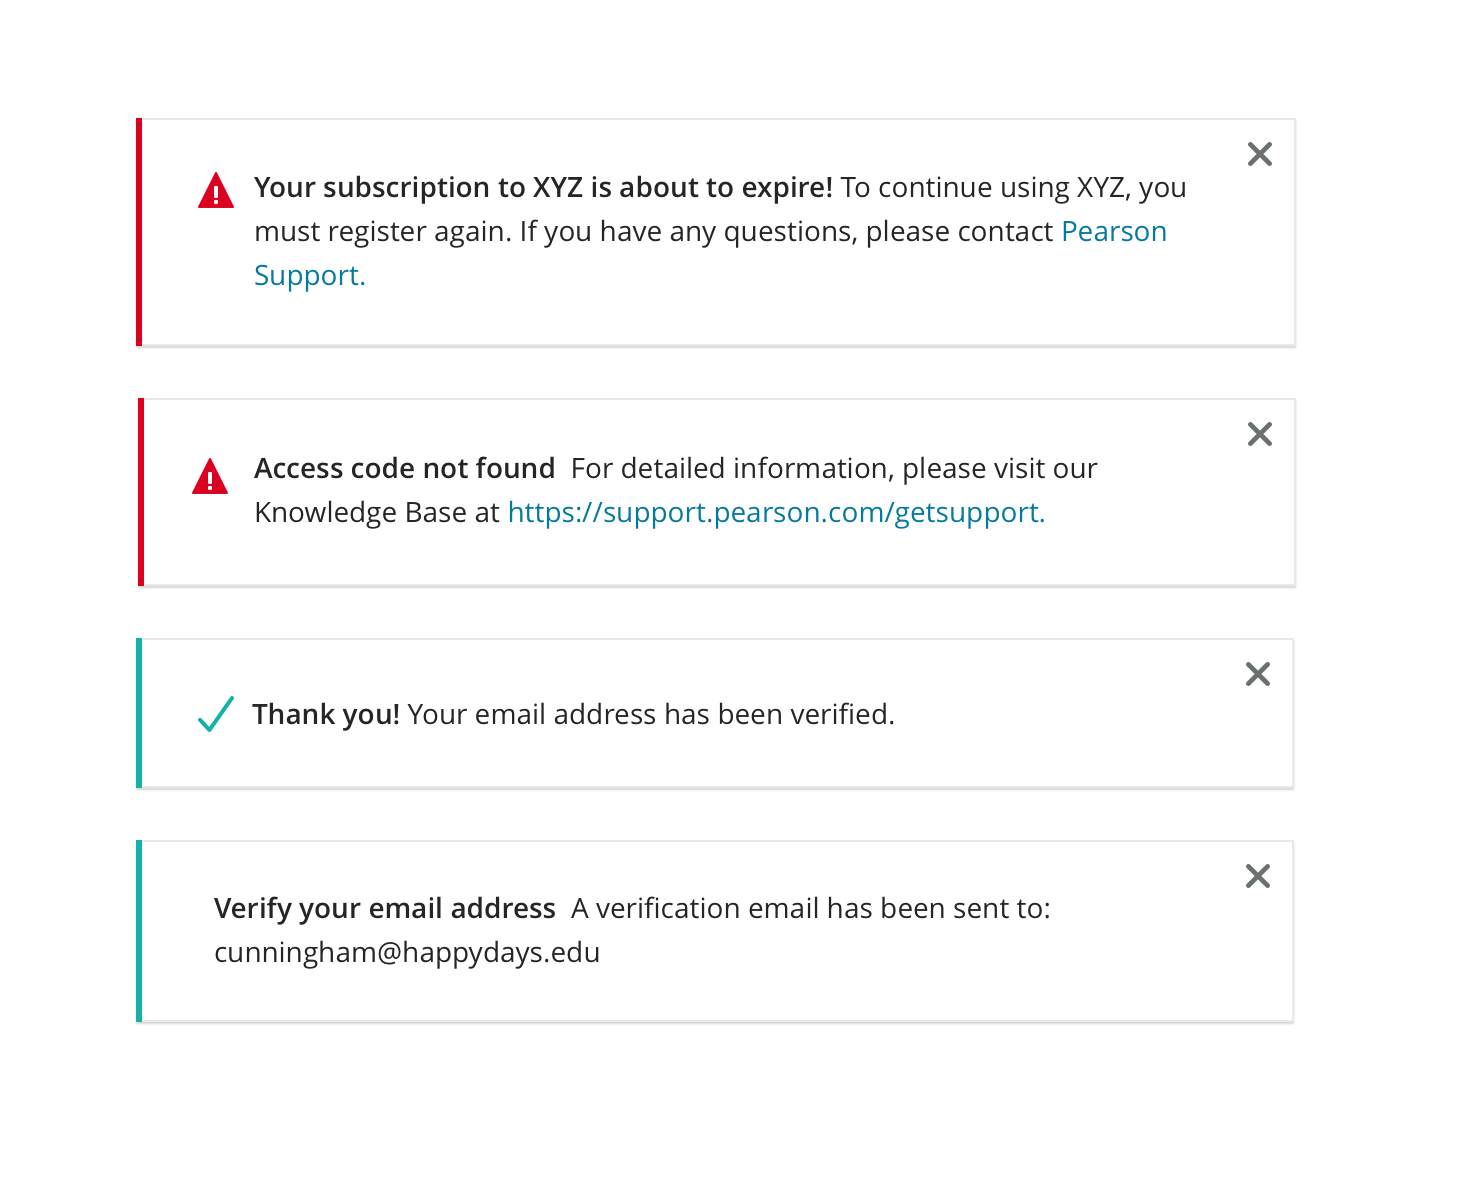 Your subscription to XYZ is about to expire! To continue using XYZ, you
must register again. If you have any questions, please contact Pearson
Support.
Access code not found  For detailed information, please visit our
Knowledge Base at https://support.pearson.com/getsupport.
Thank you! Your email address has been verified.
Verify your email address  A verification email has been sent to:
cunningham@happydays.edu